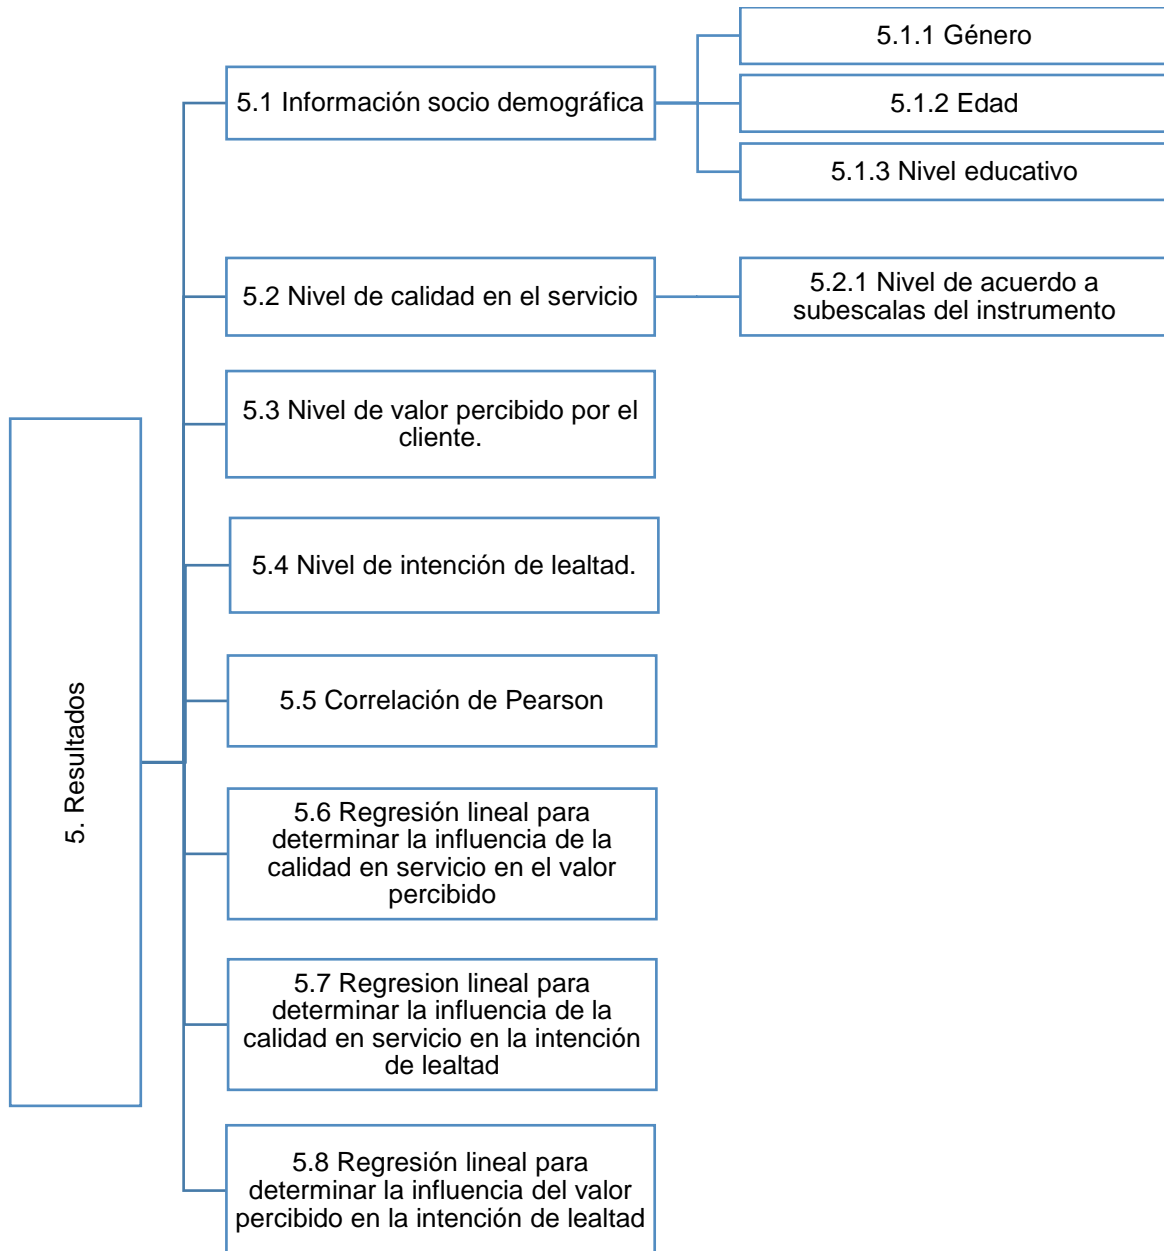 5. Resultados
5.1 Información socio demográfica
5.1.1 Género
5.1.2 Edad
5.1.3 Nivel educativo
5.2 Nivel de calidad en el servicio
5.2.1 Nivel de acuerdo a
subescalas del instrumento
5.3 Nivel de valor percibido por el
cliente.
5.4 Nivel de intención de lealtad.
5.5 Correlación de Pearson
5.6 Regresión lineal para
determinar la influencia de la
calidad en servicio en el valor
percibido
5.7 Regresion lineal para
determinar la influencia de la
calidad en servicio en la intención
de lealtad
5.8 Regresión lineal para
determinar la influencia del valor
percibido en la intención de lealtad